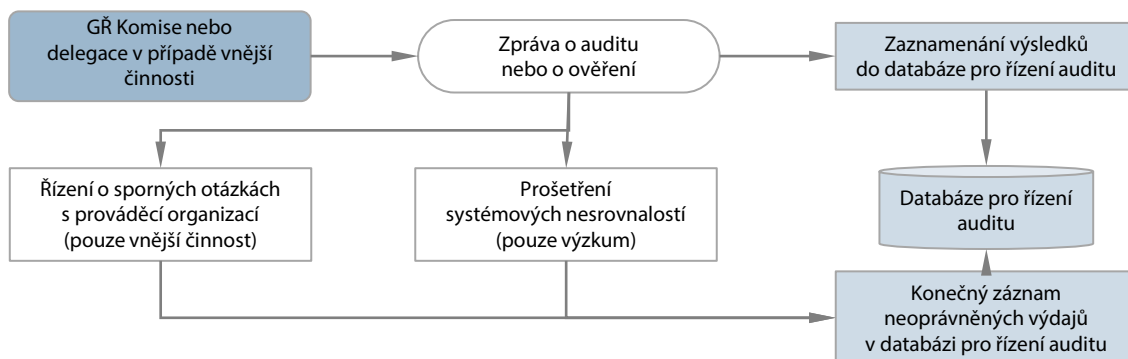 GŘ Komise nebo
delegace v případě vnější
činnosti
Zpráva o auditu
nebo o ověření
Zaznamenání výsledků
do databáze pro řízení auditu
Řízení o sporných otázkách
s prováděcí organizací
(pouze vnější činnost)
Prošetření
systémových nesrovnalostí
(pouze výzkum)
Databáze pro řízení
auditu
Konečný záznam
neoprávněných výdajů
v databázi pro řízení auditu